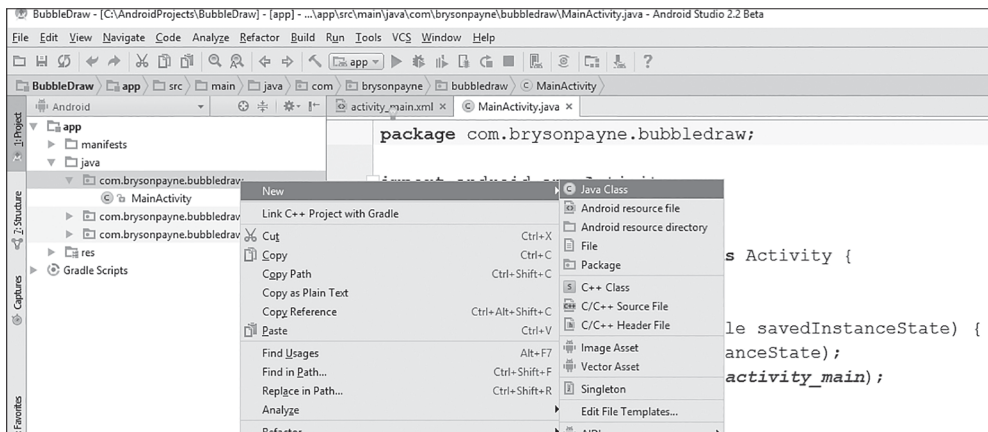 BubbleDraw - [C:\AndroidProjects\BubbleDraw] - [app] - ...\app\src\main\java\com\brysonpayne\bubbledraw\MainActivity.java - Android Studio 2.2 Beta
File Edit View Navigate Code Analyze Refactor Build Run Tools VCS Window Help
app
BubbleDraw app src main java com brysonpayne bubbledraw MainActivity
Android
activity_main.xml
MainActivity.java
1: Project
7: Structure
Captures
Favorites
app
manifests
java
com.brysonpayne.bubbledraw
MainActivity
com.brysonpayne.bubbledraw
com.brysonpayne.bubbledraw
res
Gradle Scripts
package com.brysonpayne.bubbledraw;
s Activity {
le savedInstanceState) {
anceState);
activity_main);
New
Link C++ Project with Gradle
Cut Ctrl+X
Copy Ctrl+C
Copy Path Ctrl+Shift+C
Copy as Plain Text
Copy Reference Ctrl+Alt+Shift+C
Paste Ctrl+V
Find Usages Alt+F7
Find in Path... Ctrl+Shift+F
Replace in Path... Ctrl+Shift+R
Analyze
Refactor
Java Class
Android resource file
Android resource directory
File
Package
C++ Class
C/C++ Source File
C/C++ Header File
Image Asset
Vector Asset
Singleton
Edit File Templates...
AIDL